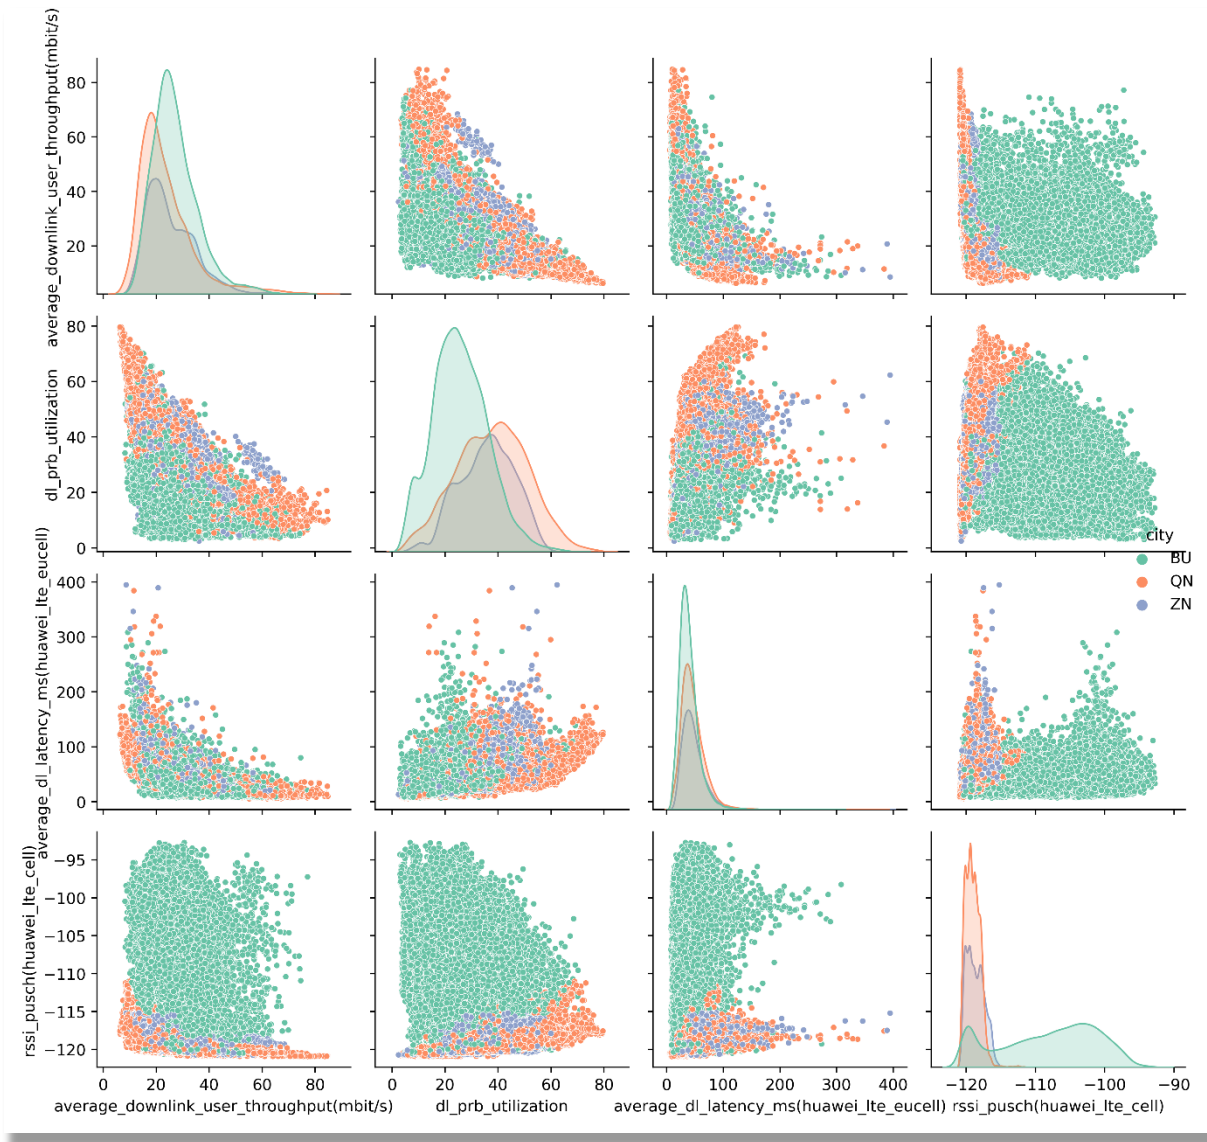 average_downlink_user_throughput(mbit/s)
80
60
40
20
dl_prb_utilization
80
60
40
20
0
average_dl_latency_ms(huawei_lte_eucell)
400
300
200
100
0
city
BU
QN
ZN
rssi_pusch(huawei_lte_cell)
−95
−100
−105
−110
−115
−120
0 20 40 60 80 0 20 40 60 80 0 100 200 300 400 −120 −110 −100 −90
average_downlink_user_throughput(mbit/s) dl_prb_utilization average_dl_latency_ms(huawei_lte_eucell) rssi_pusch(huawei_lte_cell)